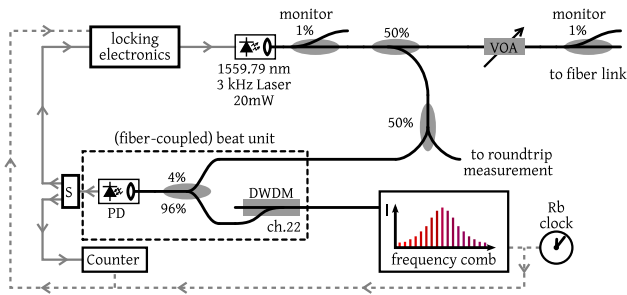 monitor
1%
50%
monitor
1%
locking
electronics
VOA
1559.79 nm
3 kHz Laser
20mW
to fiber link
50%
(fiber-coupled) beat unit
to roundtrip
measurement
4%
S
PD
96%
DWDM
ch.22
I
frequency comb
Rb
clock
Counter